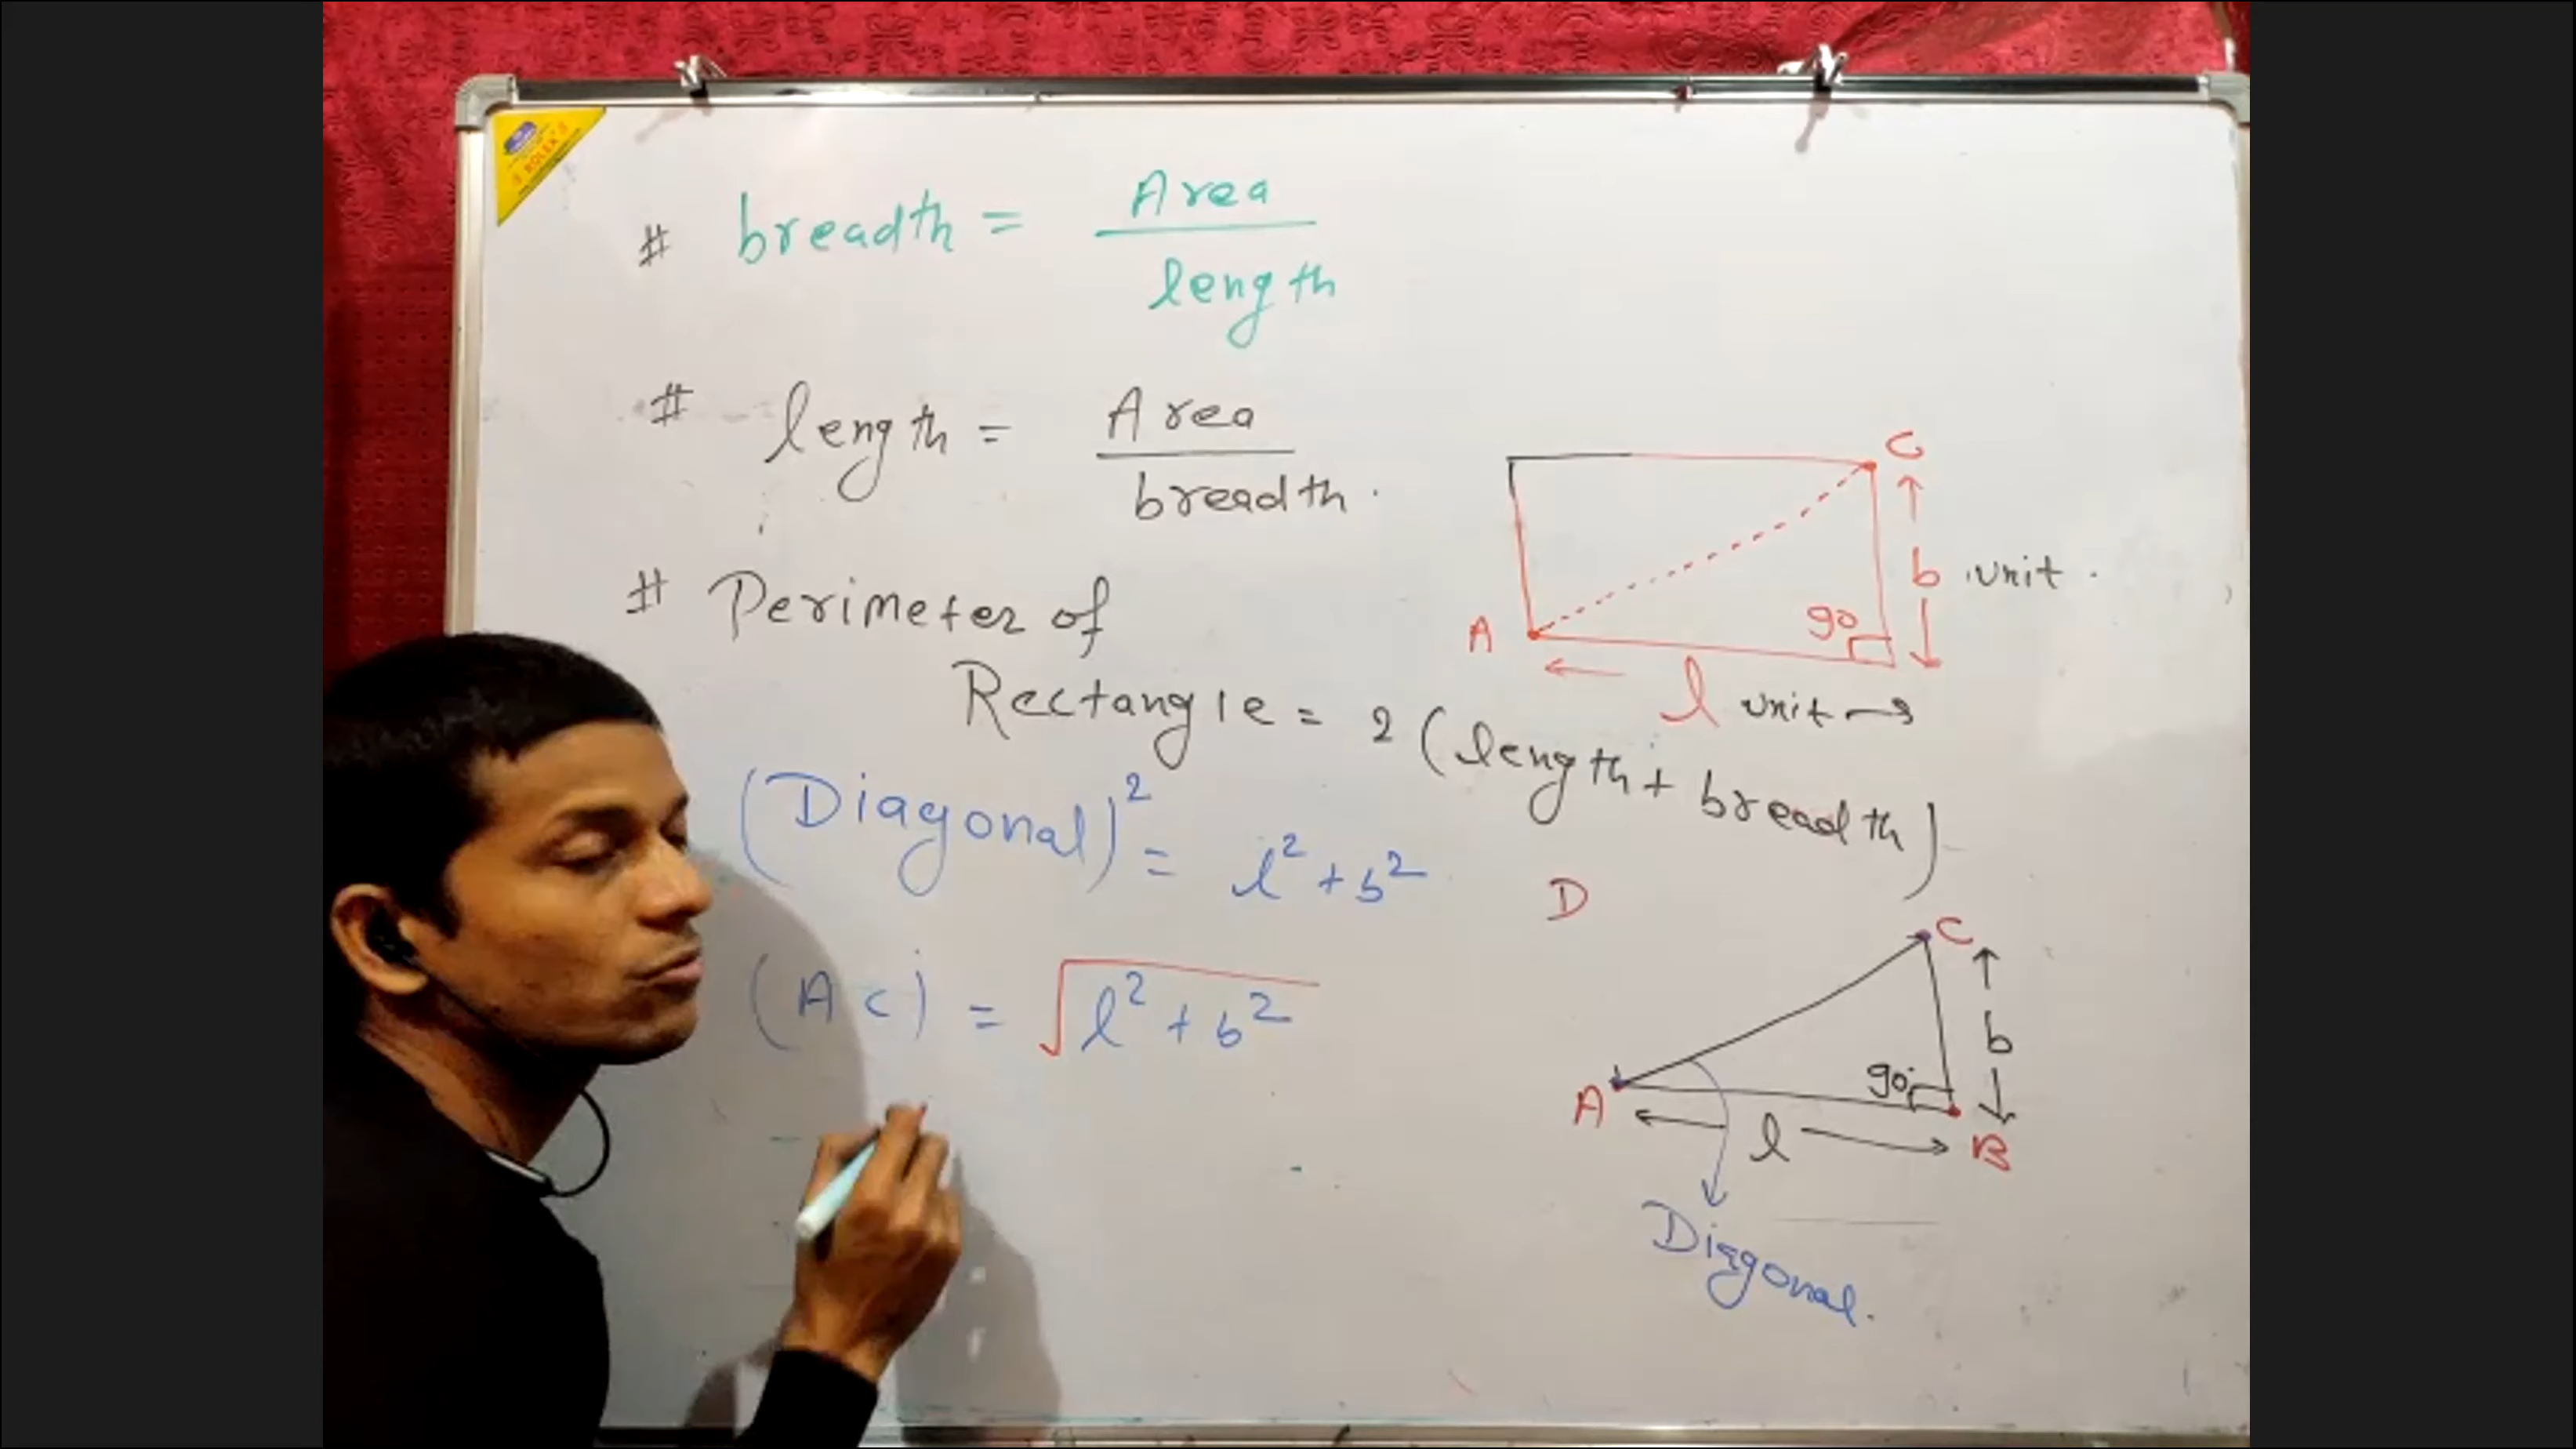 ROLEX
# breadth = Area
length
# length = Area
breadth.
# Perimeter of
Rectangle = 2 (length + breadth)
(Diagonal)² = l² + b²
(AC) = √l² + b²
C
b unit.
90
A
l unit →
D
C
b
90°
A
l
B
Diagonal.